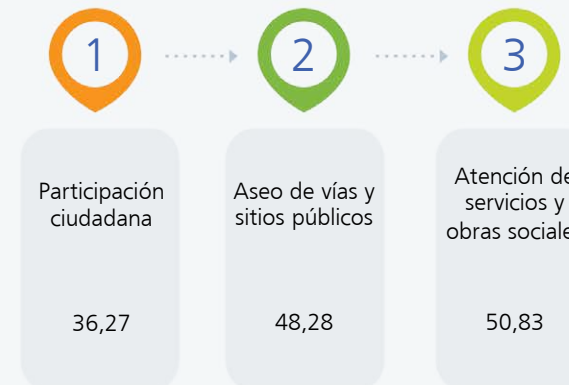 1
2
3
Participación
ciudadana
36,27
Aseo de vías y
sitios públicos
48,28
Atención de
servicios y
obras sociale
50,83